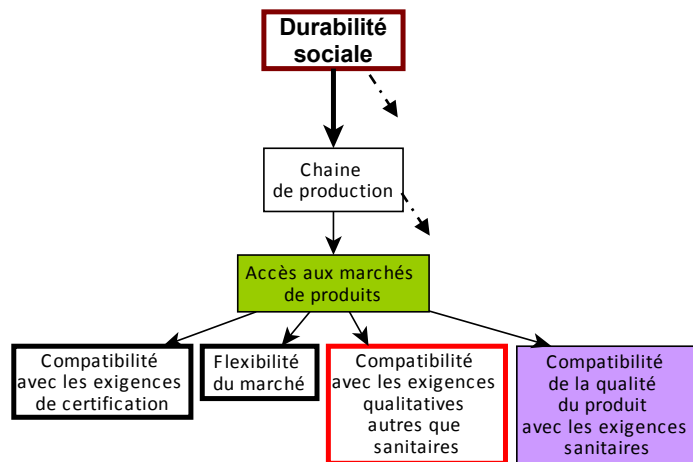 Durabilité
sociale
Chaine
de production
Accès aux marchés
de produits
Compatibilité
avec les exigences
de certification
Flexibilité
du marché
Compatibilité
avec les exigences
qualitatives
autres que
sanitaires
Compatibilité
de la qualité
du produit
avec les exigences
sanitaires